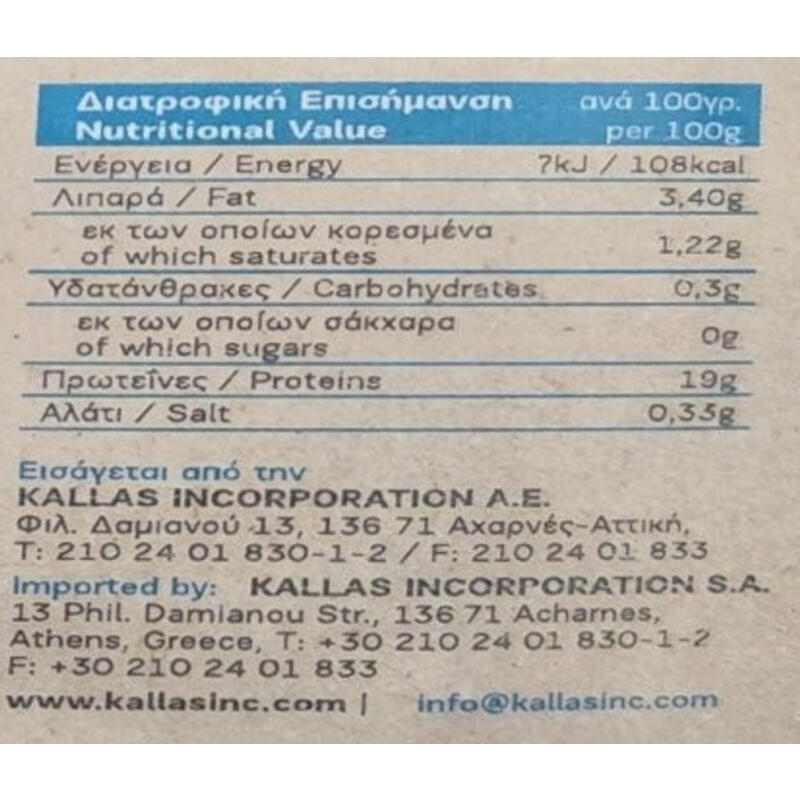 Διατροφική Επισήμανση ανά 100γρ.
Nutritional Value per 100g
Ενέργεια / Energy ?kJ / 108kcal
Λιπαρά / Fat 3,40g
εκ των οποίων κορεσμένα
of which saturates 1,22g
Υδατάνθρακες / Carbohydrates 0,3g
εκ των οποίων σάκχαρα
of which sugars 0g
Πρωτεΐνες / Proteins 19g
Αλάτι / Salt 0,33g
Εισάγεται από την
KALLAS INCORPORATION A.E.
Φιλ. Δαμιανού 13, 136 71 Αχαρνές-Αττική,
T: 210 24 01 830-1-2 / F: 210 24 01 833
Imported by: KALLAS INCORPORATION S.A.
13 Phil. Damianou Str., 136 71 Acharnes,
Athens, Greece, T: +30 210 24 01 830-1-2
F: +30 210 24 01 833
www.kallasinc.com | info@kallasinc.com